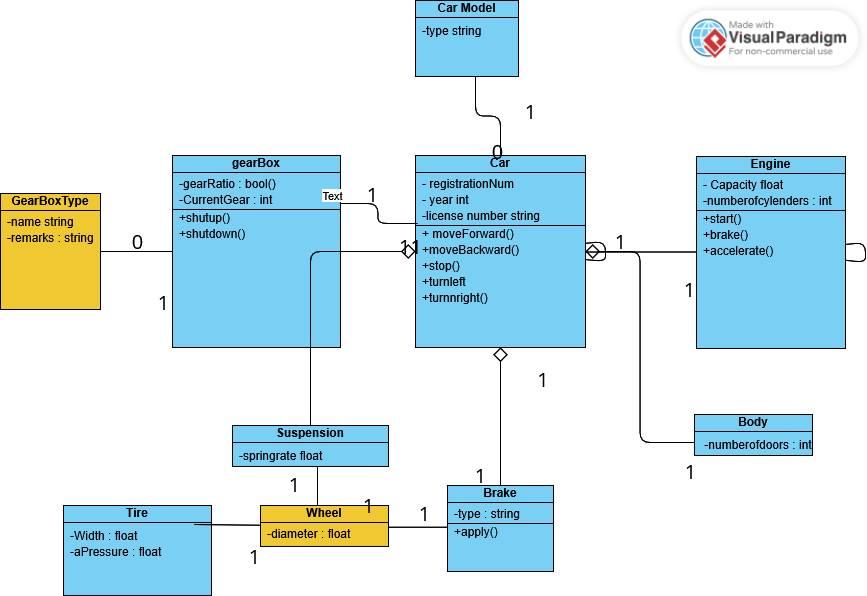 Car Model
-type string
Made with
VisualParadigm
For non-commercial use
1
0
gearBox
-gearRatio : bool()
-CurrentGear : int
+shutup()
+shutdown()
Text
1
Car
- registrationNum
- year int
-license number string
+ moveForward()
+moveBackward()
+stop()
+turnleft
+turnnright()
Engine
- Capacity float
-numberofcylenders : int
+start()
+brake()
+accelerate()
GearBoxType
-name string
-remarks : string
0
1
1
1
1
1
1
Body
-numberofdoors : int
1
Suspension
-springrate float
1
1
1
1
Brake
-type : string
+apply()
Tire
-Width : float
-aPressure : float
Wheel
-diameter : float
1